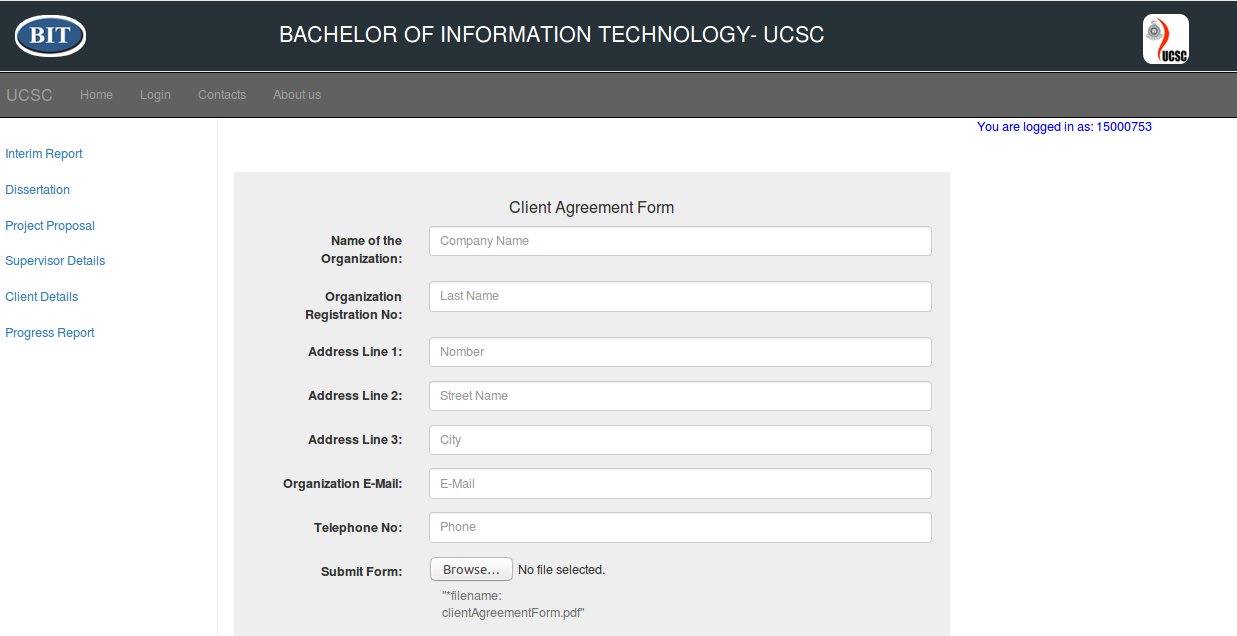 BIT
BACHELOR OF INFORMATION TECHNOLOGY- UCSC
UCSC
UCSC
Home
Login
Contacts
About us
You are logged in as: 15000753
Interim Report
Dissertation
Project Proposal
Supervisor Details
Client Details
Progress Report
Client Agreement Form
Name of the
Organization:
Company Name
Organization
Registration No:
Last Name
Address Line 1:
Nomber
Address Line 2:
Street Name
Address Line 3:
City
Organization E-Mail:
E-Mail
Telephone No:
Phone
Submit Form:
Browse...
No file selected.
"*filename:
clientAgreementForm.pdf"